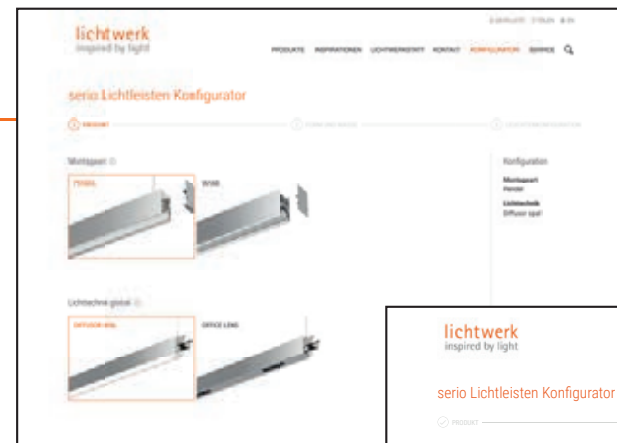 lichtwerk
inspired by light
PRODUKTE INSPIRATIONEN LICHTWERKSTATT KONTAKT KONFIGURATOR SERVICE
serio Lichtleisten Konfigurator
PRODUKT
Montageart
PENDEL
Konfiguration
Montageart
Pendel
Lichttechnik
Diffusor opal
Lichttechnik global
DIFFUSOR OPAL
OFFICE LENS
lichtwerk
inspired by light
serio Lichtleisten Konfigurator
PRODUKT